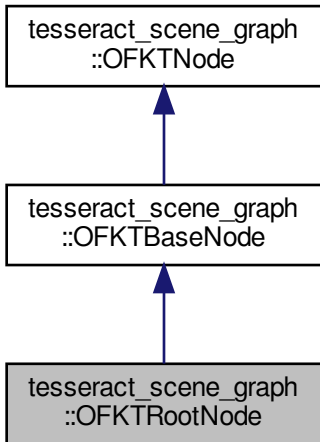 tesseract_scene_graph
::OFKTNode
tesseract_scene_graph
::OFKTBaseNode
tesseract_scene_graph
::OFKTRootNode